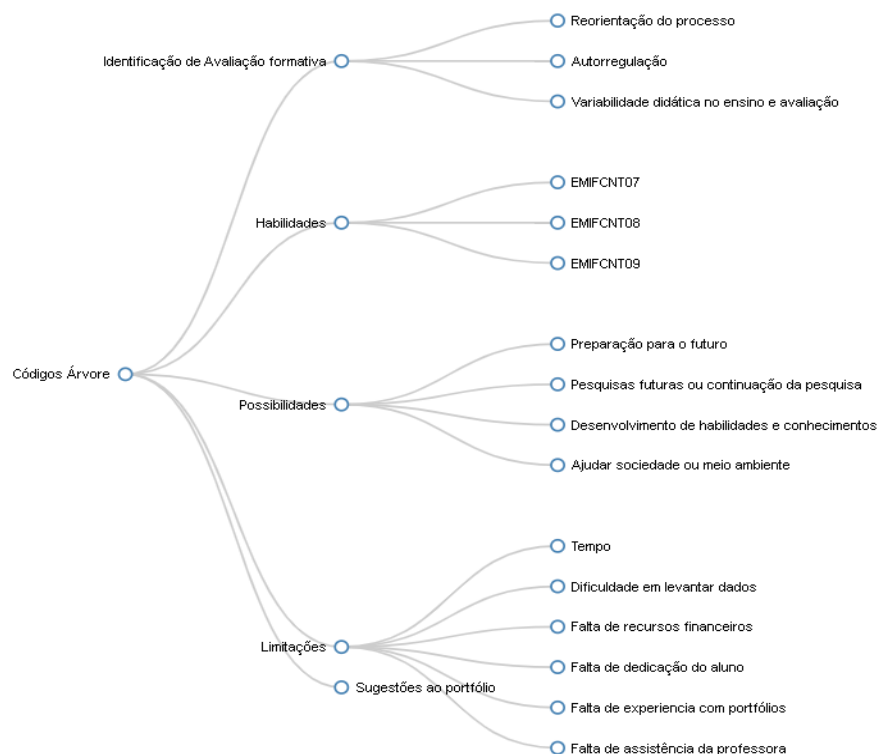 Códigos Árvore
Identificação de Avaliação formativa
Reorientação do processo
Autorregulação
Variabilidade didática no ensino e avaliação
Habilidades
EMIFCNT07
EMIFCNT08
EMIFCNT09
Possibilidades
Preparação para o futuro
Pesquisas futuras ou continuação da pesquisa
Desenvolvimento de habilidades e conhecimentos
Ajudar sociedade ou meio ambiente
Limitações
Tempo
Dificuldade em levantar dados
Falta de recursos financeiros
Falta de dedicação do aluno
Falta de experiencia com portfólios
Falta de assistência da professora
Sugestões ao portfólio